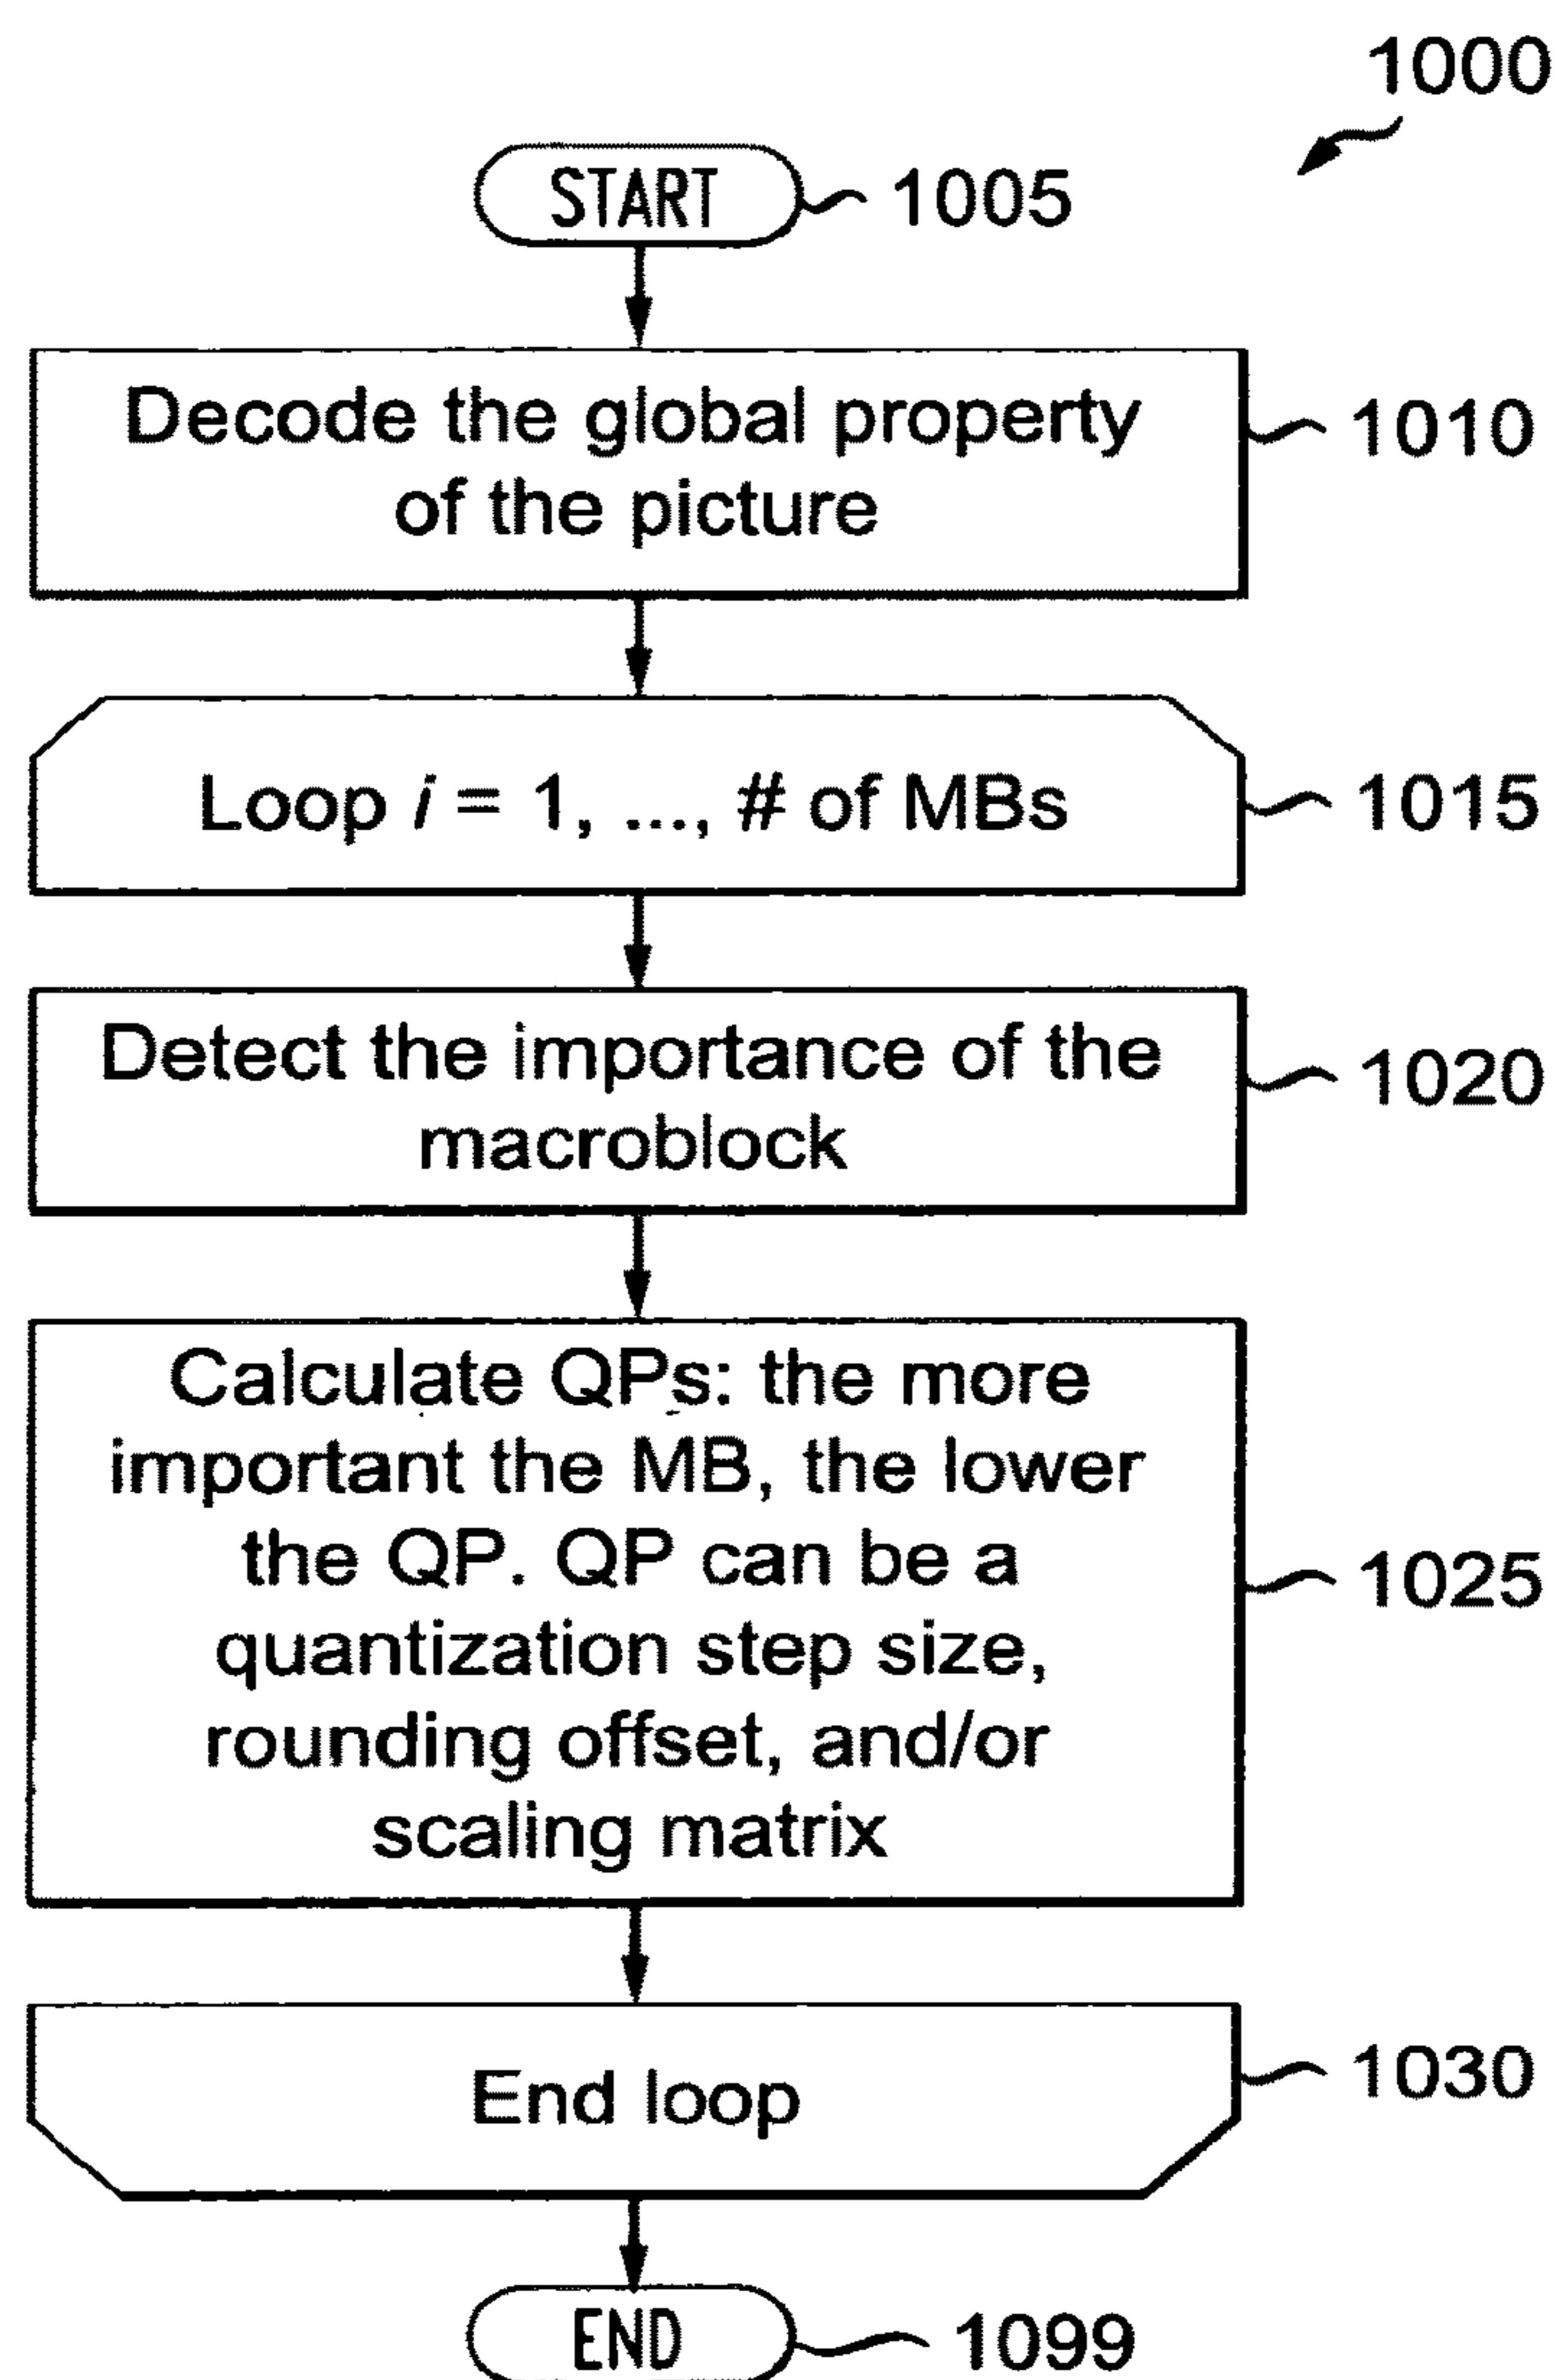 1000
START
1005
Decode the global property
of the picture
1010
Loop i = 1, ..., # of MBs
1015
Detect the importance of the
macroblock
1020
Calculate QPs: the more
important the MB, the lower
the QP. QP can be a
quantization step size,
rounding offset, and/or
scaling matrix
1025
End loop
1030
END
1099